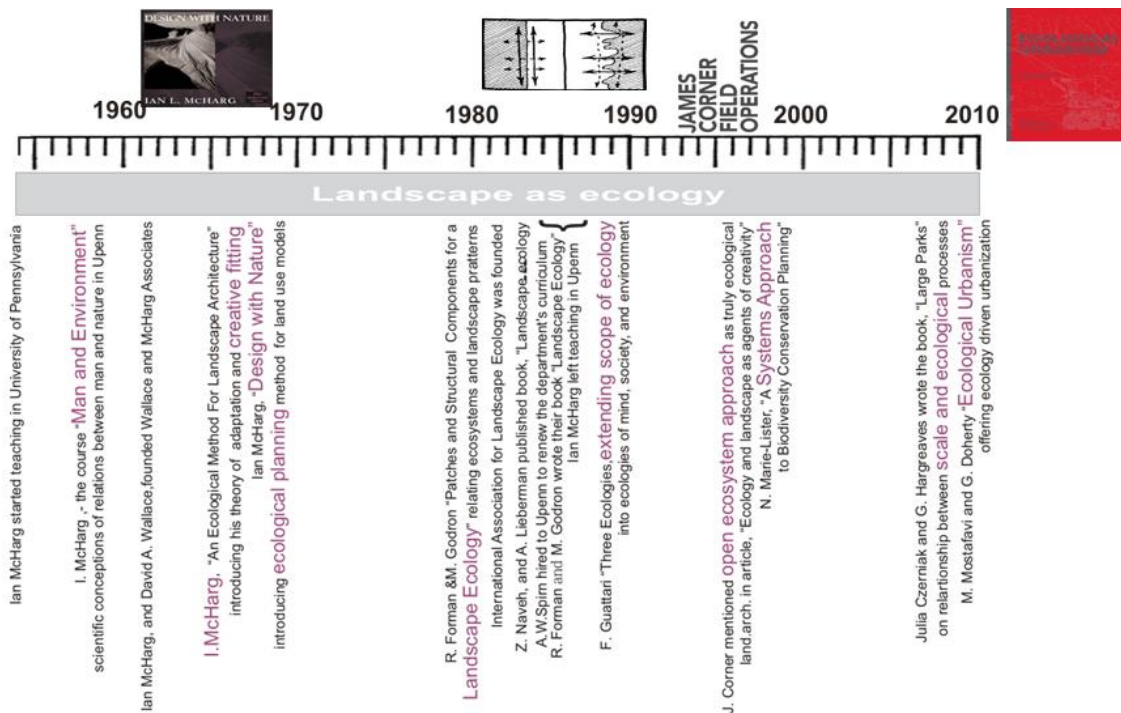 DESIGN WITH NATURE
IAN L. McHARG
JAMES
CORNER
FIELD
OPERATIONS
1960
1970
1980
1990
2000
2010
Landscape as ecology
Ian McHarg started teaching in University of Pennsylvania
I. McHarg ,- the course “Man and Environment”
scientific conceptions of relations between man and nature in Upenn
Ian McHarg, and David A. Wallace,founded Wallace and McHarg Associates
I.McHarg, “An Ecological Method For Landscape Architecture”
introducing his theory of adaptation and creative fitting
Ian McHarg, “Design with Nature”
introducing ecological planning method for land use models
R. Forman &M. Godron “Patches and Structural Components for a
Landscape Ecology” relating ecosystems and landscape pratterns
International Association for Landscape Ecology was founded
Z. Naveh, and A. Lieberman published book, “Landscape ecology
A.W.Spirn hired to Upenn to renew the department's curriculum
R. Forman and M. Godron wrote their book “Landscape Ecology”
Ian McHarg left teaching in Upenn
F. Guattari “Three Ecologies,extending scope of ecology
into ecologies of mind, society, and environment
J. Corner mentioned open ecosystem approach as truly ecological
land.arch. in article, “Ecology and landscape as agents of creativity”
N. Marie-Lister, “A Systems Approach
to Biodiversity Conservation Planning”
Julia Czerniak and G. Hargreaves wrote the book, “Large Parks”
on relartionship between scale and ecological processes
M. Mostafavi and G. Doherty “Ecological Urbanism”
offering ecology driven urbanization